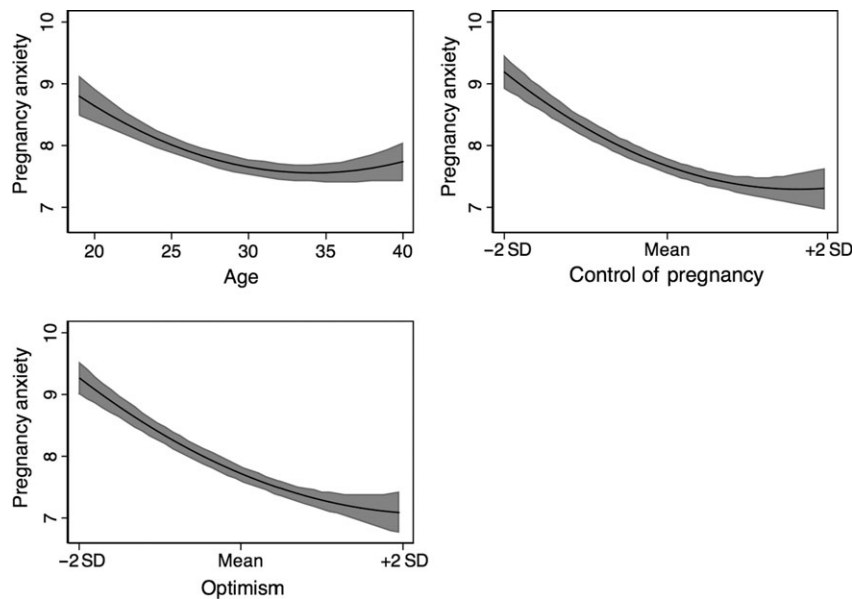 Pregnancy anxiety
10
9
8
7
20 25 30 35 40
Age
Pregnancy anxiety
10
9
8
7
−2 SD Mean +2 SD
Control of pregnancy
Pregnancy anxiety
10
9
8
7
−2 SD Mean +2 SD
Optimism